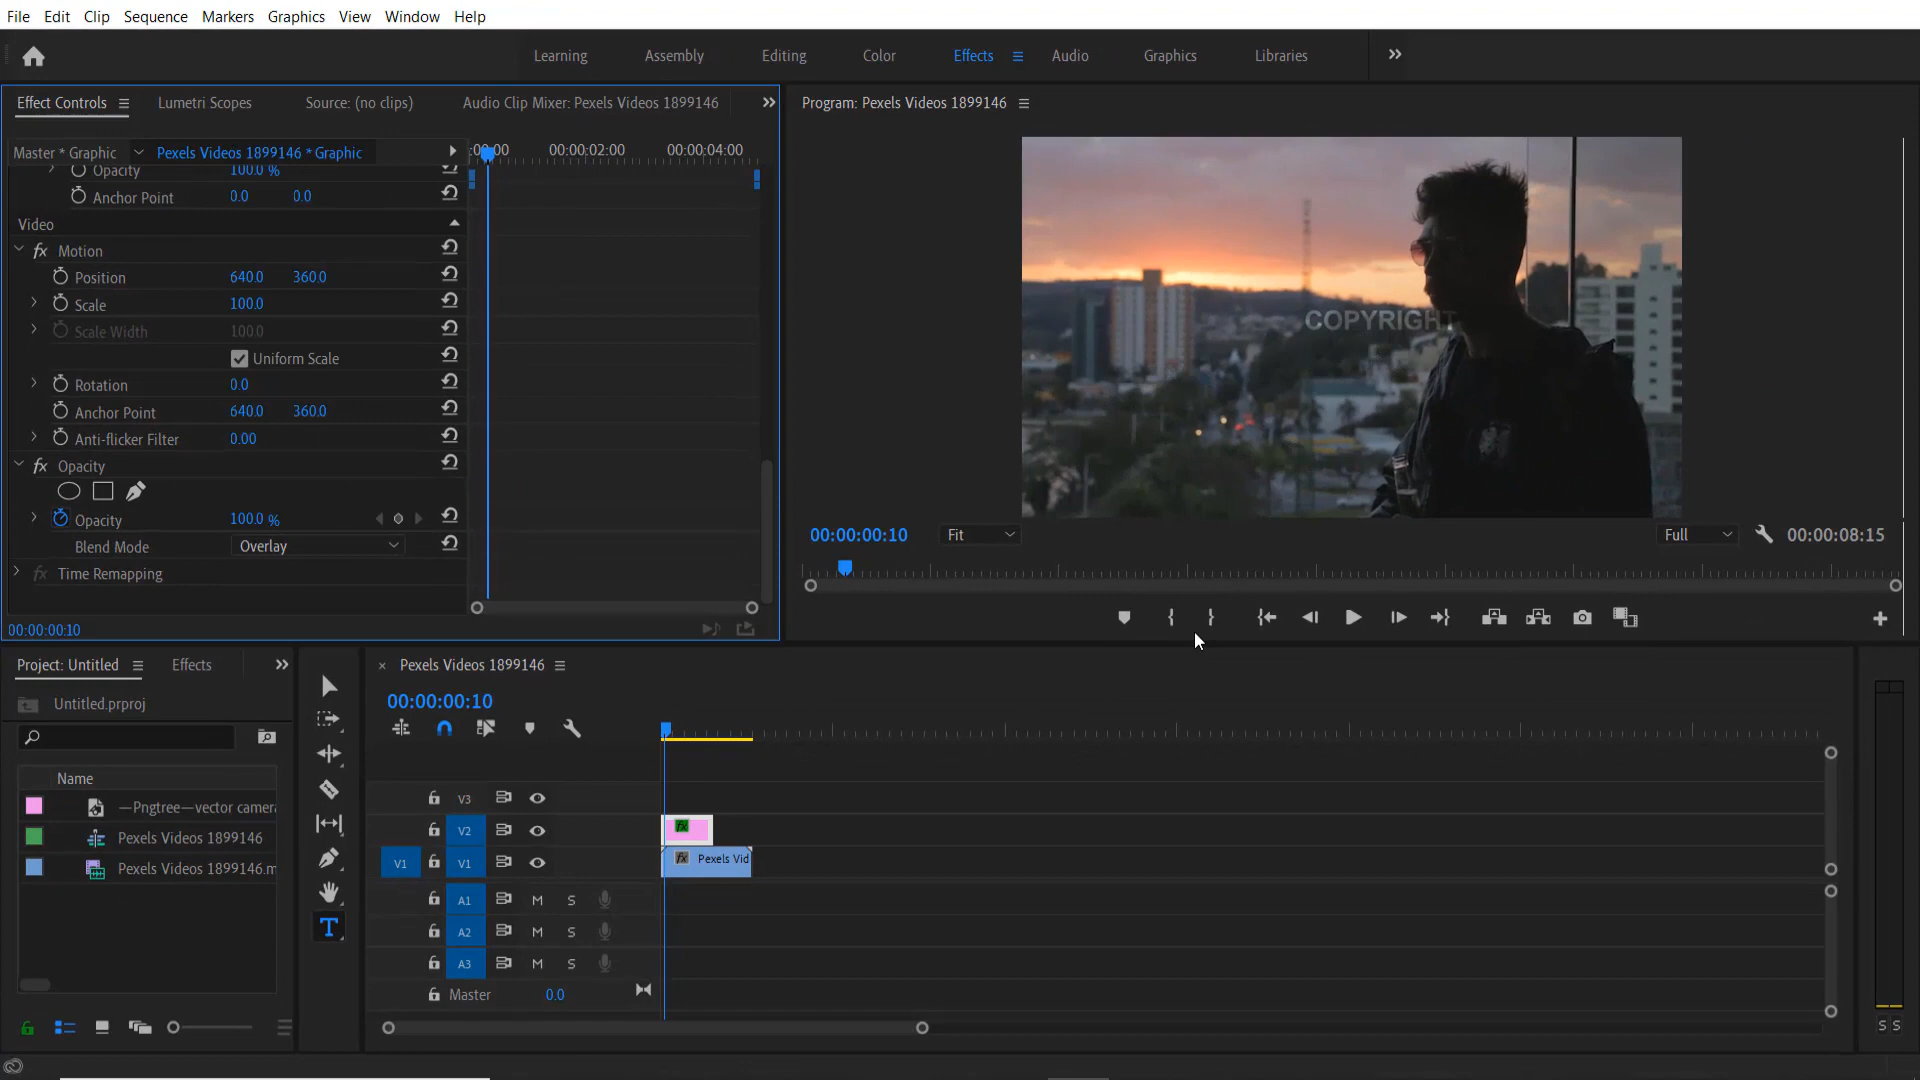 File Edit Clip Sequence Markers Graphics View Window Help
Learning Assembly Editing Color Effects Audio Graphics Libraries
Effect Controls Lumetri Scopes Source: (no clips) Audio Clip Mixer: Pexels Videos 1899146
Program: Pexels Videos 1899146
Master * Graphic Pexels Videos 1899146 * Graphic
:00:00 00:00:02:00 00:00:04:00
Opacity 100.0 %
Anchor Point 0.0 0.0
Video
fx Motion
Position 640.0 360.0
Scale 100.0
Scale Width 100.0
Uniform Scale
Rotation 0.0
Anchor Point 640.0 360.0
Anti-flicker Filter 0.00
fx Opacity
Opacity 100.0 %
Blend Mode Overlay
fx Time Remapping
00:00:00:10
COPYRIGHT
00:00:00:10 Fit Full 00:00:08:15
Project: Untitled Effects
Untitled.prproj
Name
—Pngtree—vector camera
Pexels Videos 1899146
Pexels Videos 1899146.m
Pexels Videos 1899146
00:00:00:10
V3
V2 fx
V1 V1 fx Pexels Vid
A1 M S
A2 M S
A3 M S
Master 0.0
S S